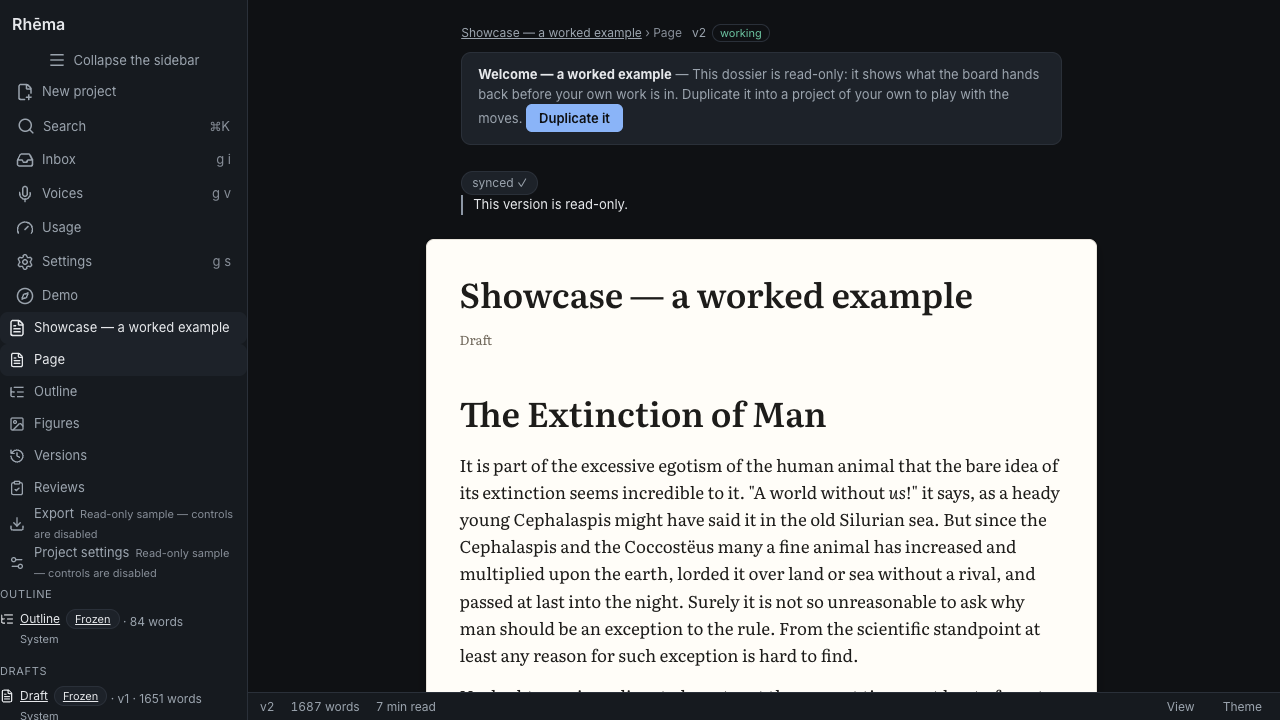 Rhēma
Collapse the sidebar
New project
Search ⌘K
Inbox g i
Voices g v
Usage
Settings g s
Demo
Showcase — a worked example
Page
Outline
Figures
Versions
Reviews
Export Read-only sample — controls
are disabled
Project settings Read-only sample
— controls are disabled
OUTLINE
Outline Frozen · 84 words
System
DRAFTS
Draft Frozen · v1 · 1651 words
System
Showcase — a worked example › Page v2 working
Welcome — a worked example — This dossier is read-only: it shows what the board hands
back before your own work is in. Duplicate it into a project of your own to play with the
moves. Duplicate it
synced ✓
This version is read-only.
Showcase — a worked example
Draft
The Extinction of Man
It is part of the excessive egotism of the human animal that the bare idea of
its extinction seems incredible to it. "A world without us!" it says, as a heady
young Cephalaspis might have said it in the old Silurian sea. But since the
Cephalaspis and the Coccostëus many a fine animal has increased and
multiplied upon the earth, lorded it over land or sea without a rival, and
passed at last into the night. Surely it is not so unreasonable to ask why
man should be an exception to the rule. From the scientific standpoint at
least any reason for such exception is hard to find.
v2 1687 words 7 min read View Theme